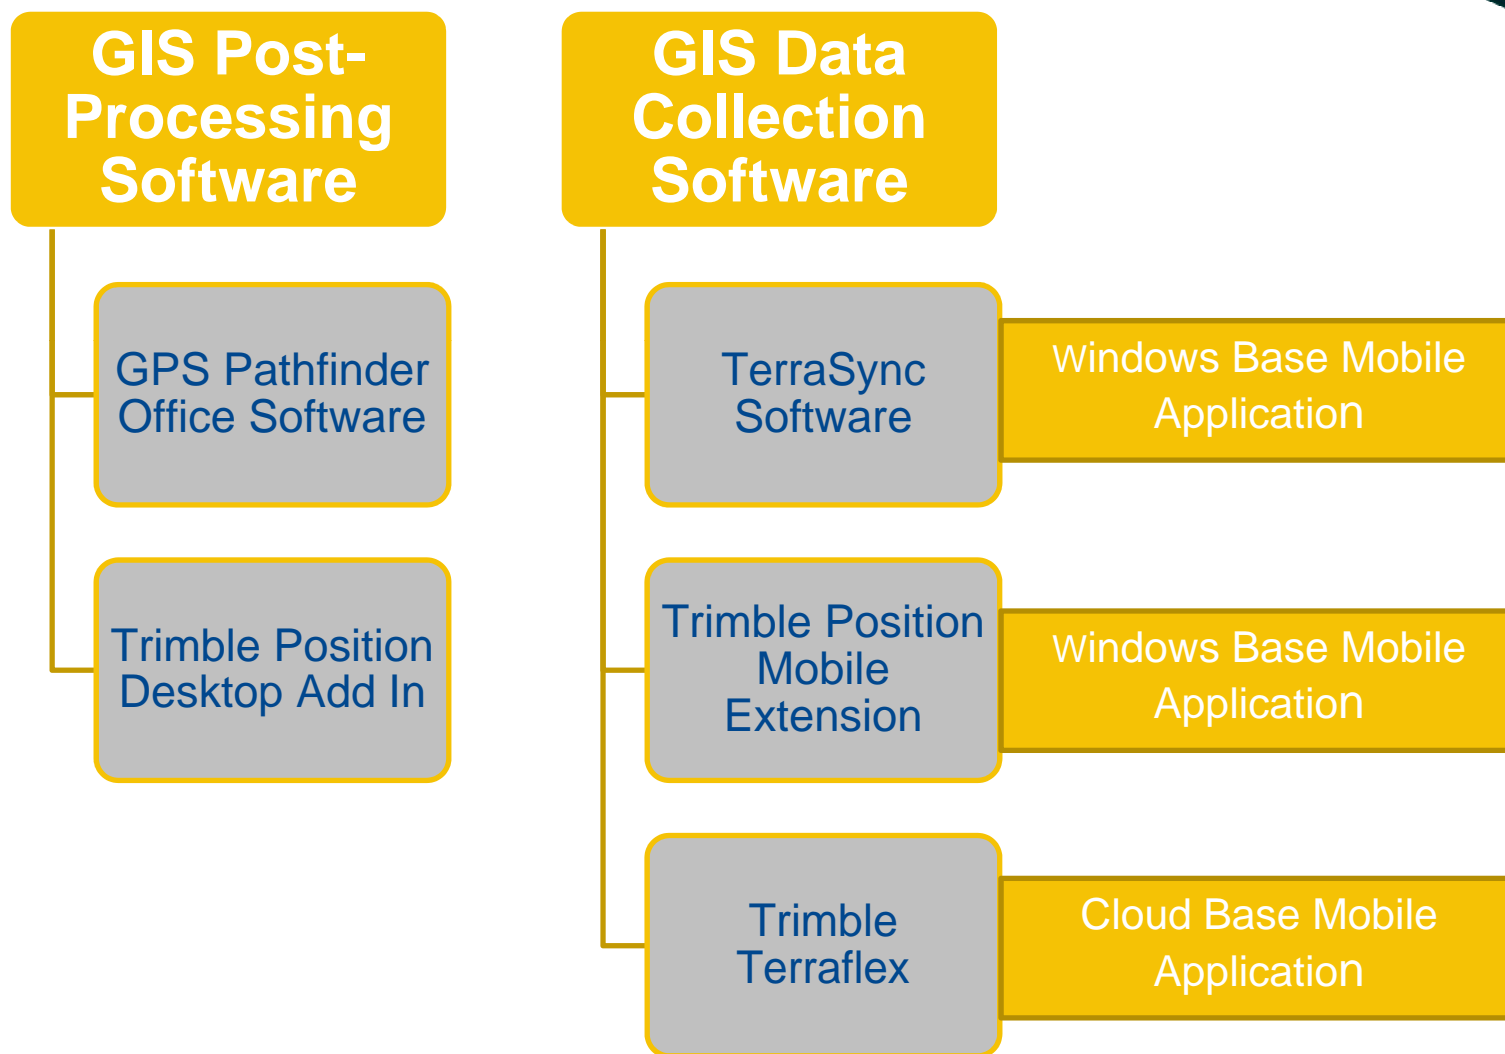 GIS Post-
Processing
Software
GPS Pathfinder
Office Software
Trimble Position
Desktop Add In
GIS Data
Collection
Software
TerraSync
Software
Windows Base Mobile
Application
Trimble Position
Mobile
Extension
Windows Base Mobile
Application
Trimble
Terraflex
Cloud Base Mobile
Application